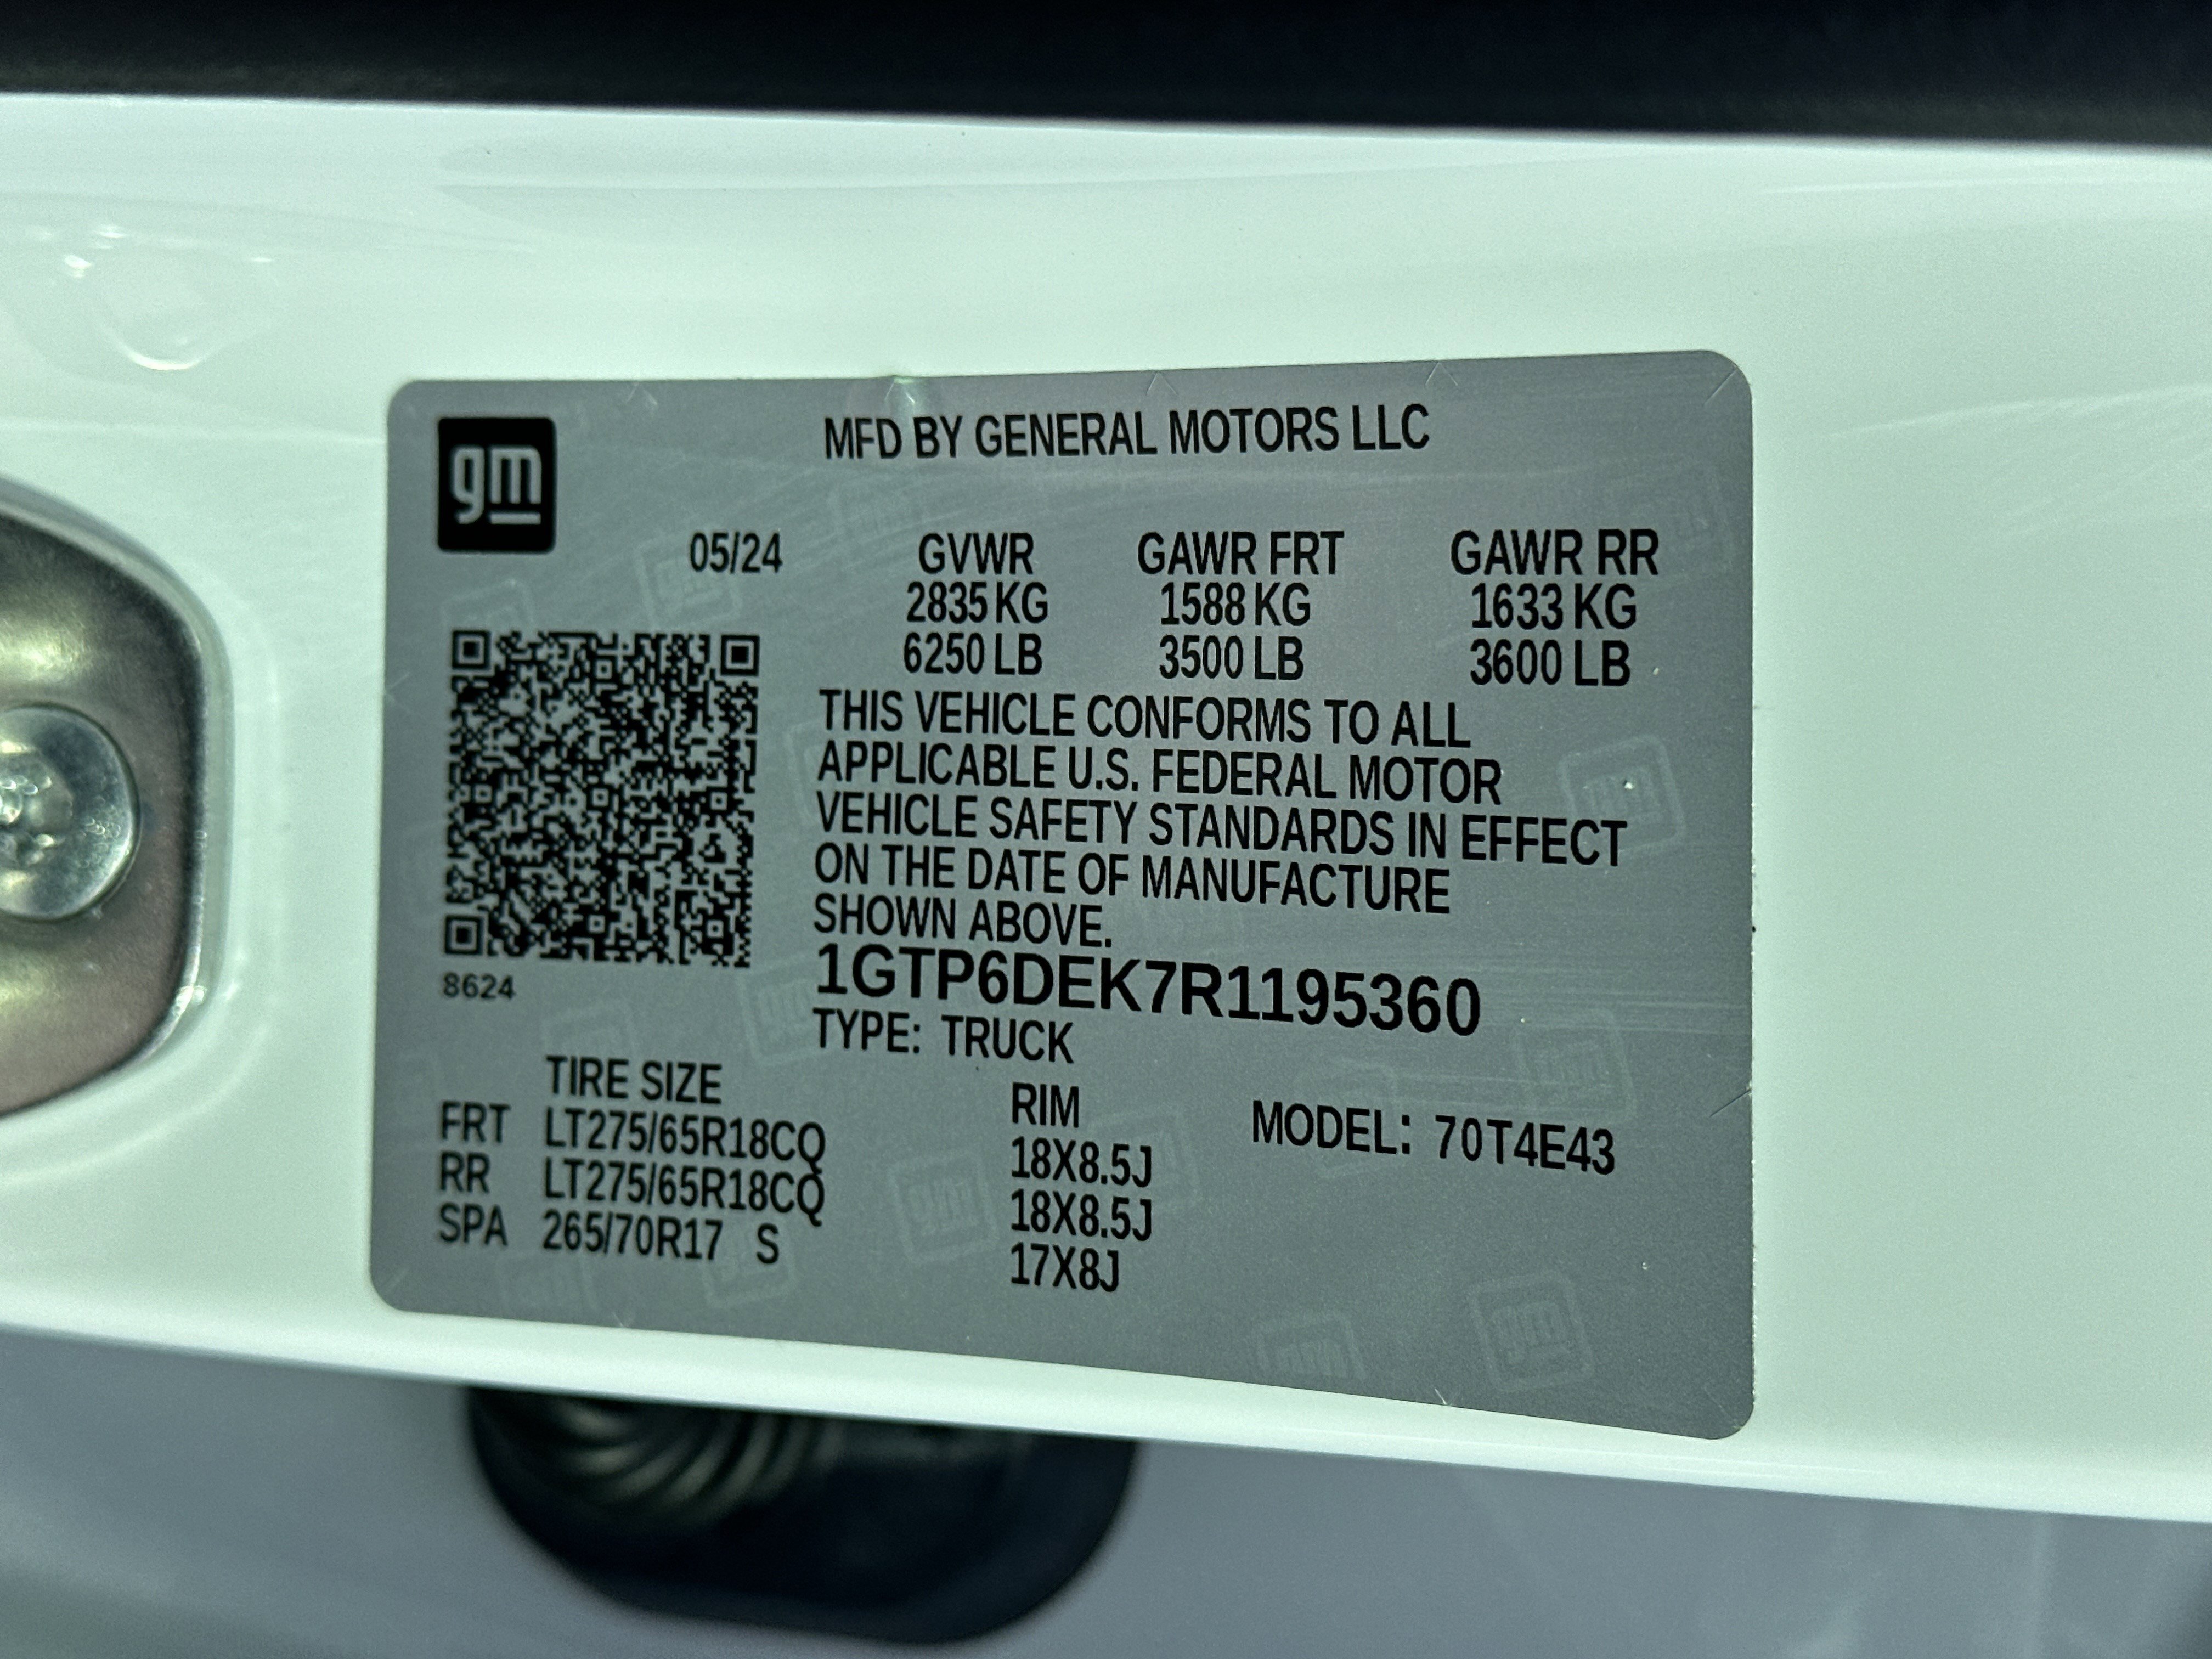 gm
MFD BY GENERAL MOTORS LLC
05/24 GVWR GAWR FRT GAWR RR
2835 KG 1588 KG 1633 KG
6250 LB 3500 LB 3600 LB
THIS VEHICLE CONFORMS TO ALL
APPLICABLE U.S. FEDERAL MOTOR
VEHICLE SAFETY STANDARDS IN EFFECT
ON THE DATE OF MANUFACTURE
SHOWN ABOVE.
8624
1GTP6DEK7R1195360
TYPE: TRUCK
TIRE SIZE RIM MODEL: 70T4E43
FRT LT275/65R18CQ 18X8.5J
RR LT275/65R18CQ 18X8.5J
SPA 265/70R17 S 17X8J